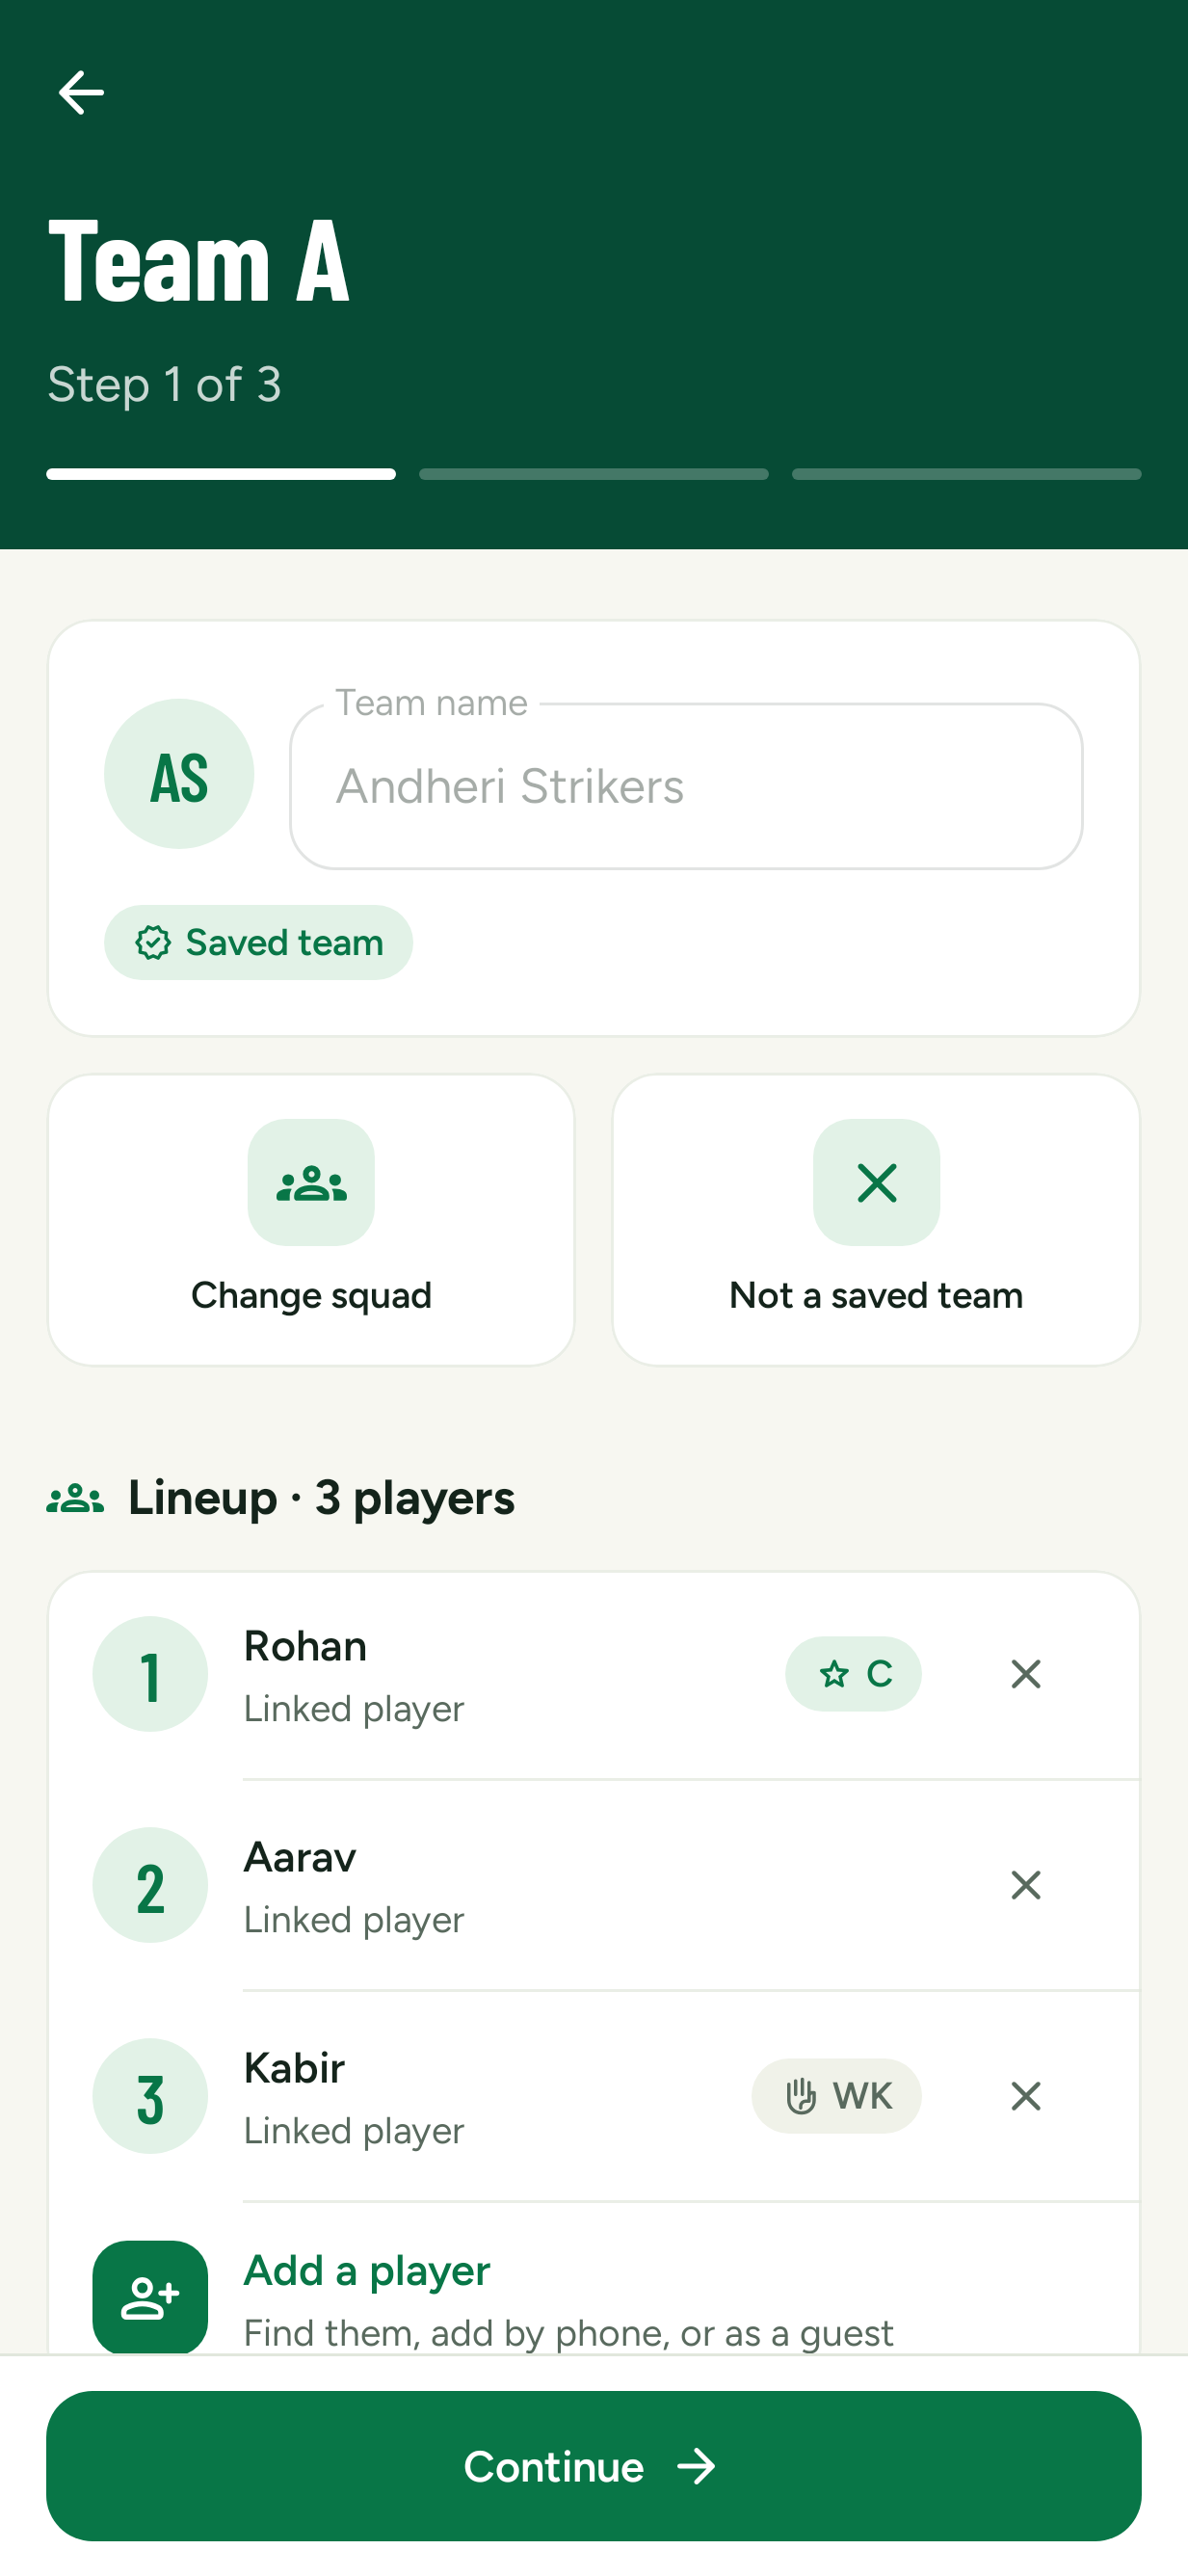 Team A
Step 1 of 3
Team name
AS
Andheri Strikers
Saved team
Change squad
Not a saved team
Lineup · 3 players
1
Rohan
Linked player
C
2
Aarav
Linked player
3
Kabir
Linked player
WK
Add a player
Find them, add by phone, or as a guest
Continue